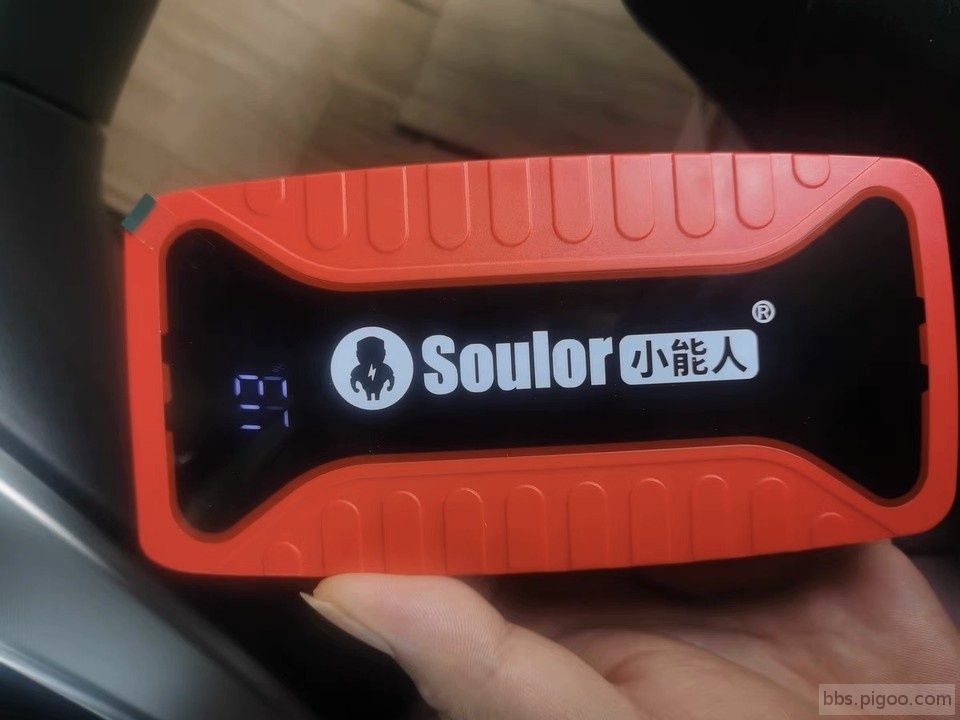 Soulor 小能人 ®
bbs.pigoo.com